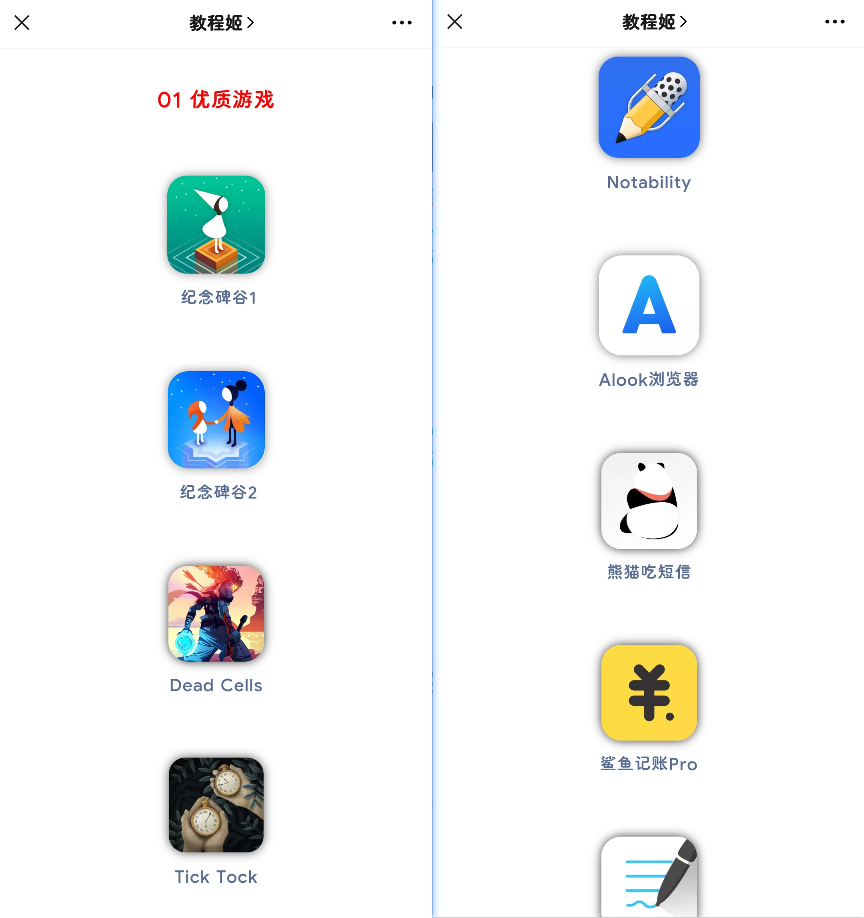 教程姬
01 优质游戏
纪念碑谷1
纪念碑谷2
Dead Cells
Tick Tock
教程姬
Notability
Alook浏览器
熊猫吃短信
鲨鱼记账Pro